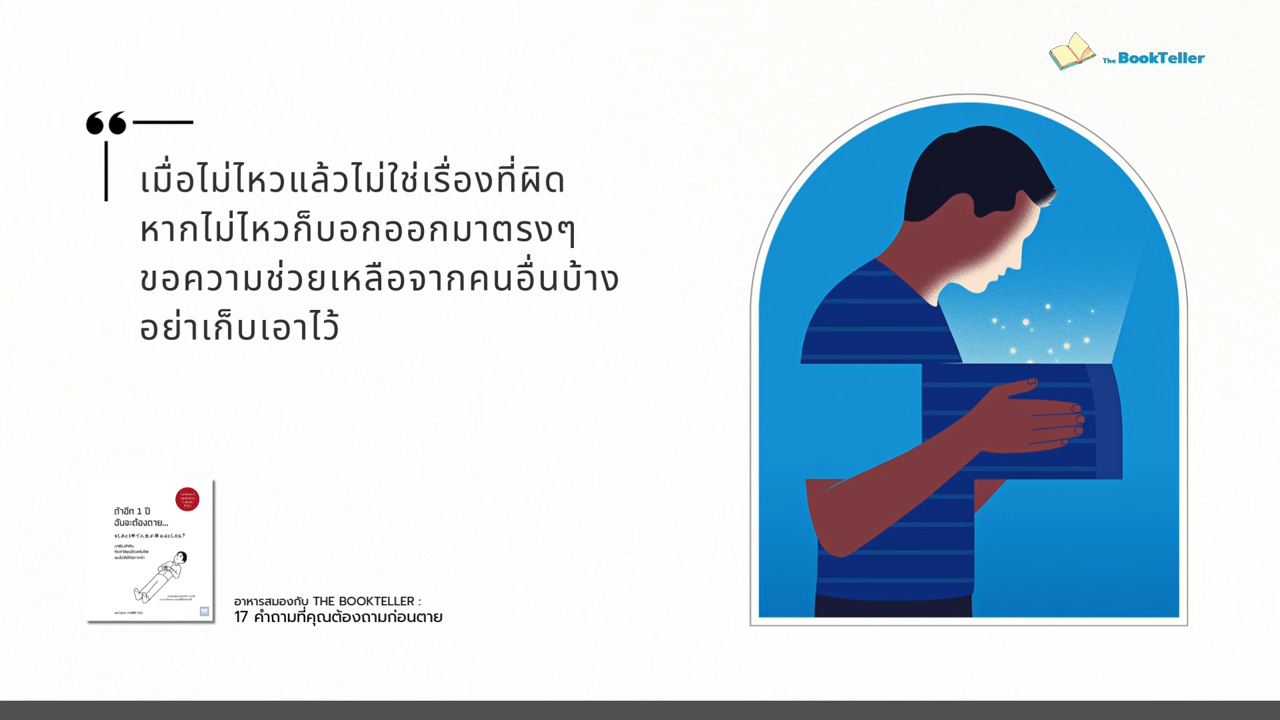 The BookTeller
เมื่อไม่ไหวแล้วไม่ใช่เรื่องที่ผิด
หากไม่ไหวก็บอกออกมาตรงๆ
ขอความช่วยเหลือจากคนอื่นบ้าง
อย่าเก็บเอาไว้
ถ้าอีก 1 ปี
ฉันจะต้องตาย...
อาหารสมองกับ THE BOOKTELLER :
17 คำถามที่คุณต้องถามก่อนตาย